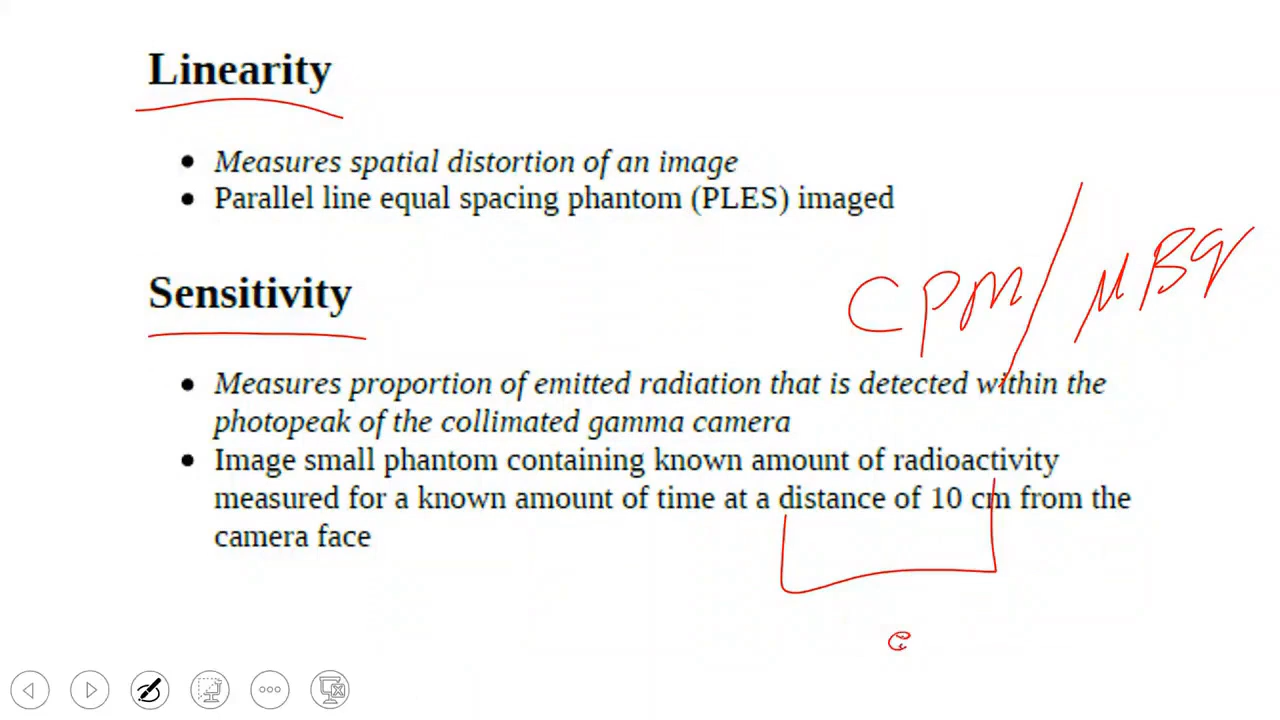 Linearity
Measures spatial distortion of an image
Parallel line equal spacing phantom (PLES) imaged
CPM/µBq
Sensitivity
Measures proportion of emitted radiation that is detected within the
photopeak of the collimated gamma camera
Image small phantom containing known amount of radioactivity
measured for a known amount of time at a distance of 10 cm from the
camera face